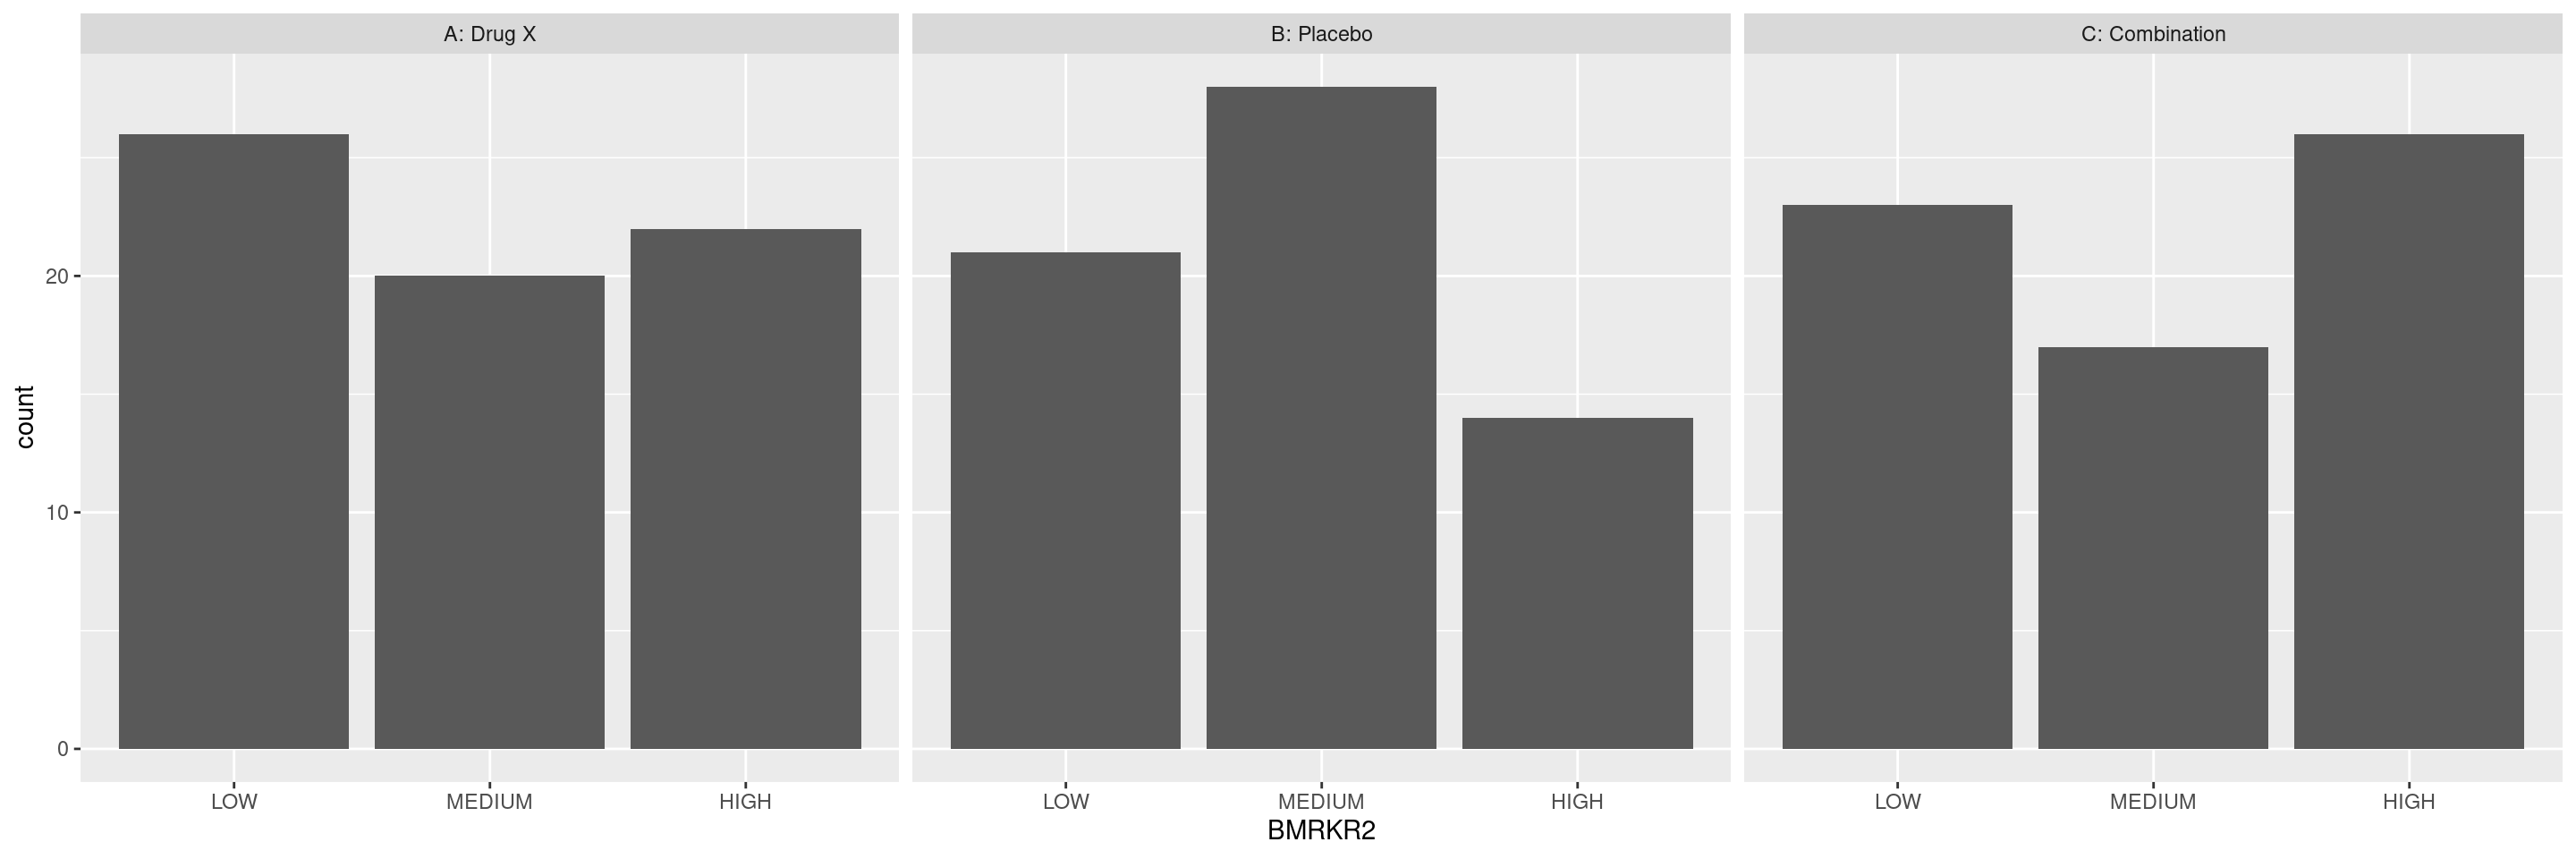 A: Drug X
B: Placebo
C: Combination
count
20
10
0
LOW
MEDIUM
HIGH
LOW
MEDIUM
HIGH
LOW
MEDIUM
HIGH
BMRKR2